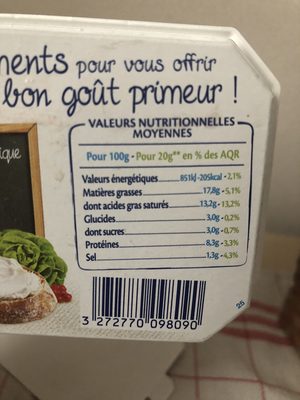 ments pour vous offrir
bon goût primeur !
ique
VALEURS NUTRITIONNELLES
MOYENNES
Pour 100g - Pour 20g** en % des AQR
Valeurs énergétiques 851kJ-205kcal - 2,1%
Matières grasses 17,8g - 5,1%
dont acides gras saturés 13,2g - 13,2%
Glucides 3,0g - 0,2%
dont sucres 3,0g - 0,7%
Protéines 8,3g - 3,3%
Sel 1,3g - 4,3%
3 272770 098090
25